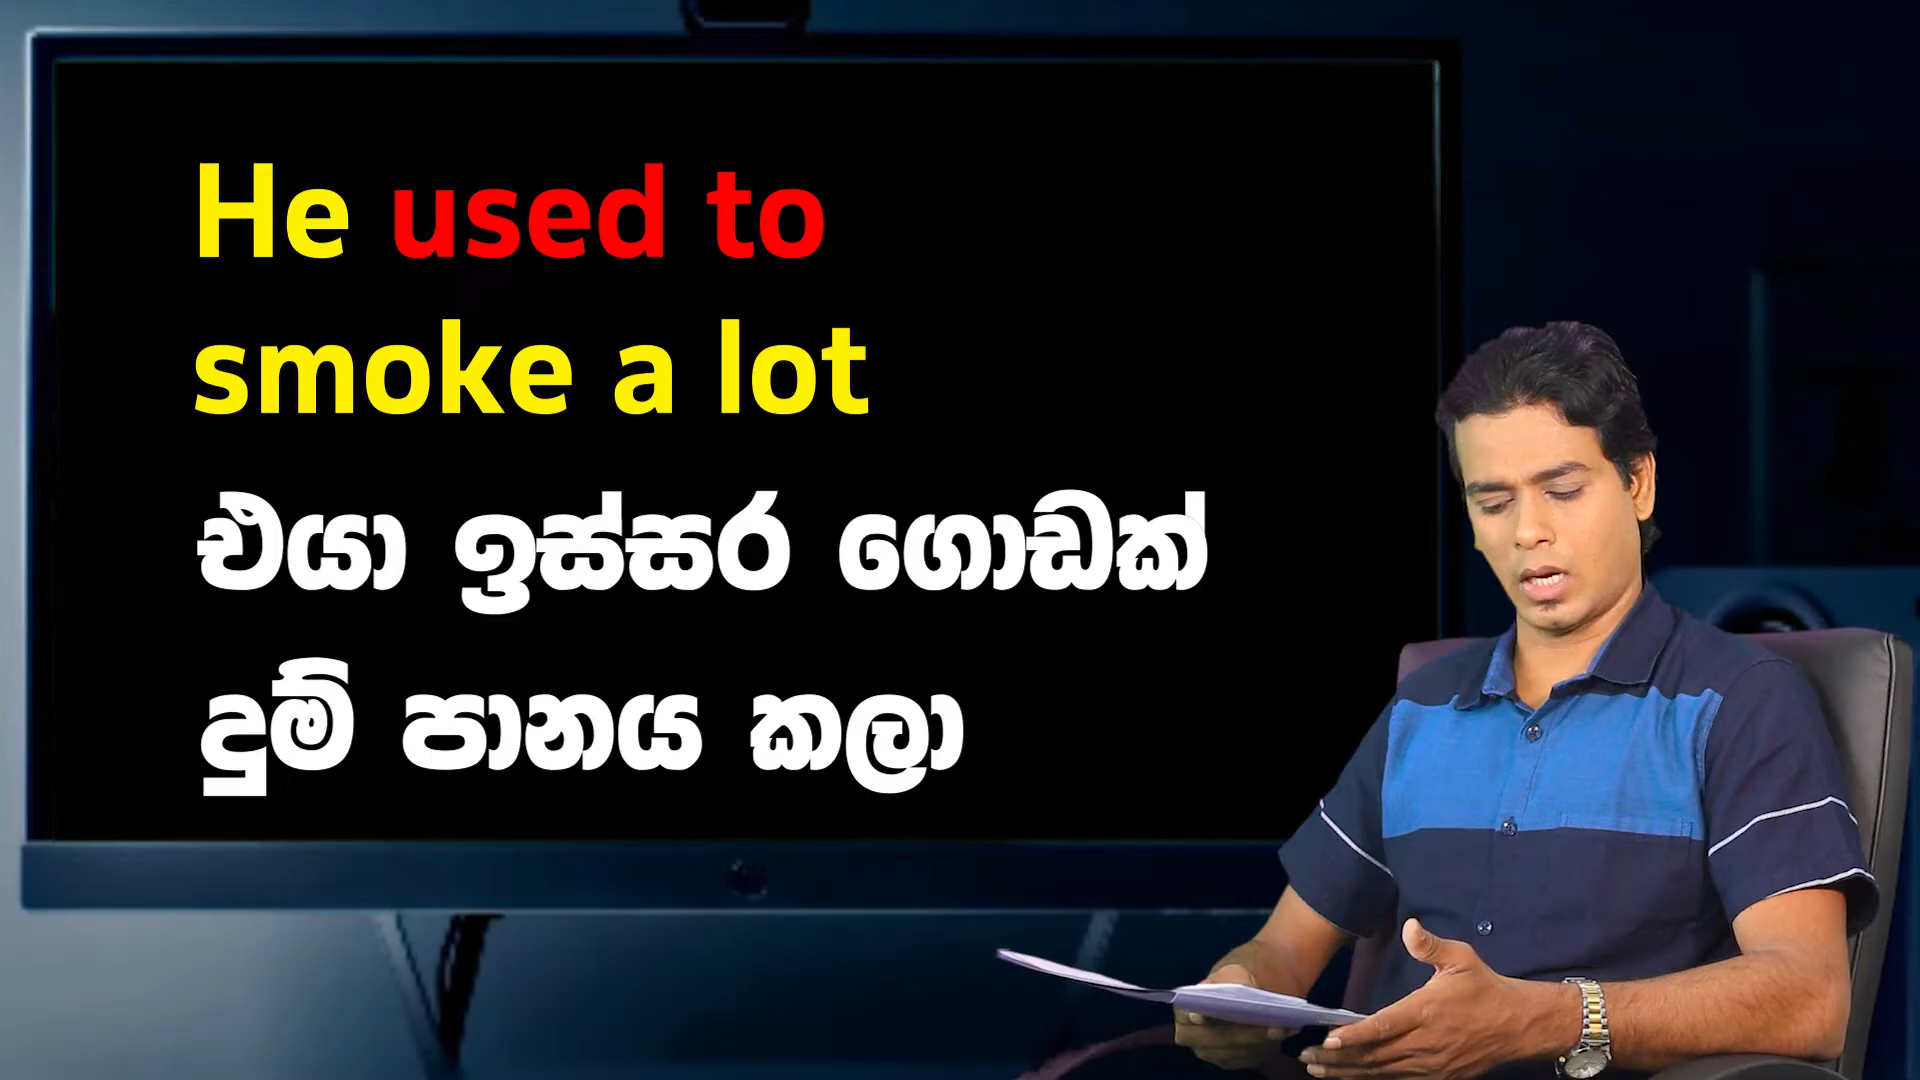 He used to
smoke a lot
එයා ඉස්සර ගොඩක්
දුම් පානය කලා